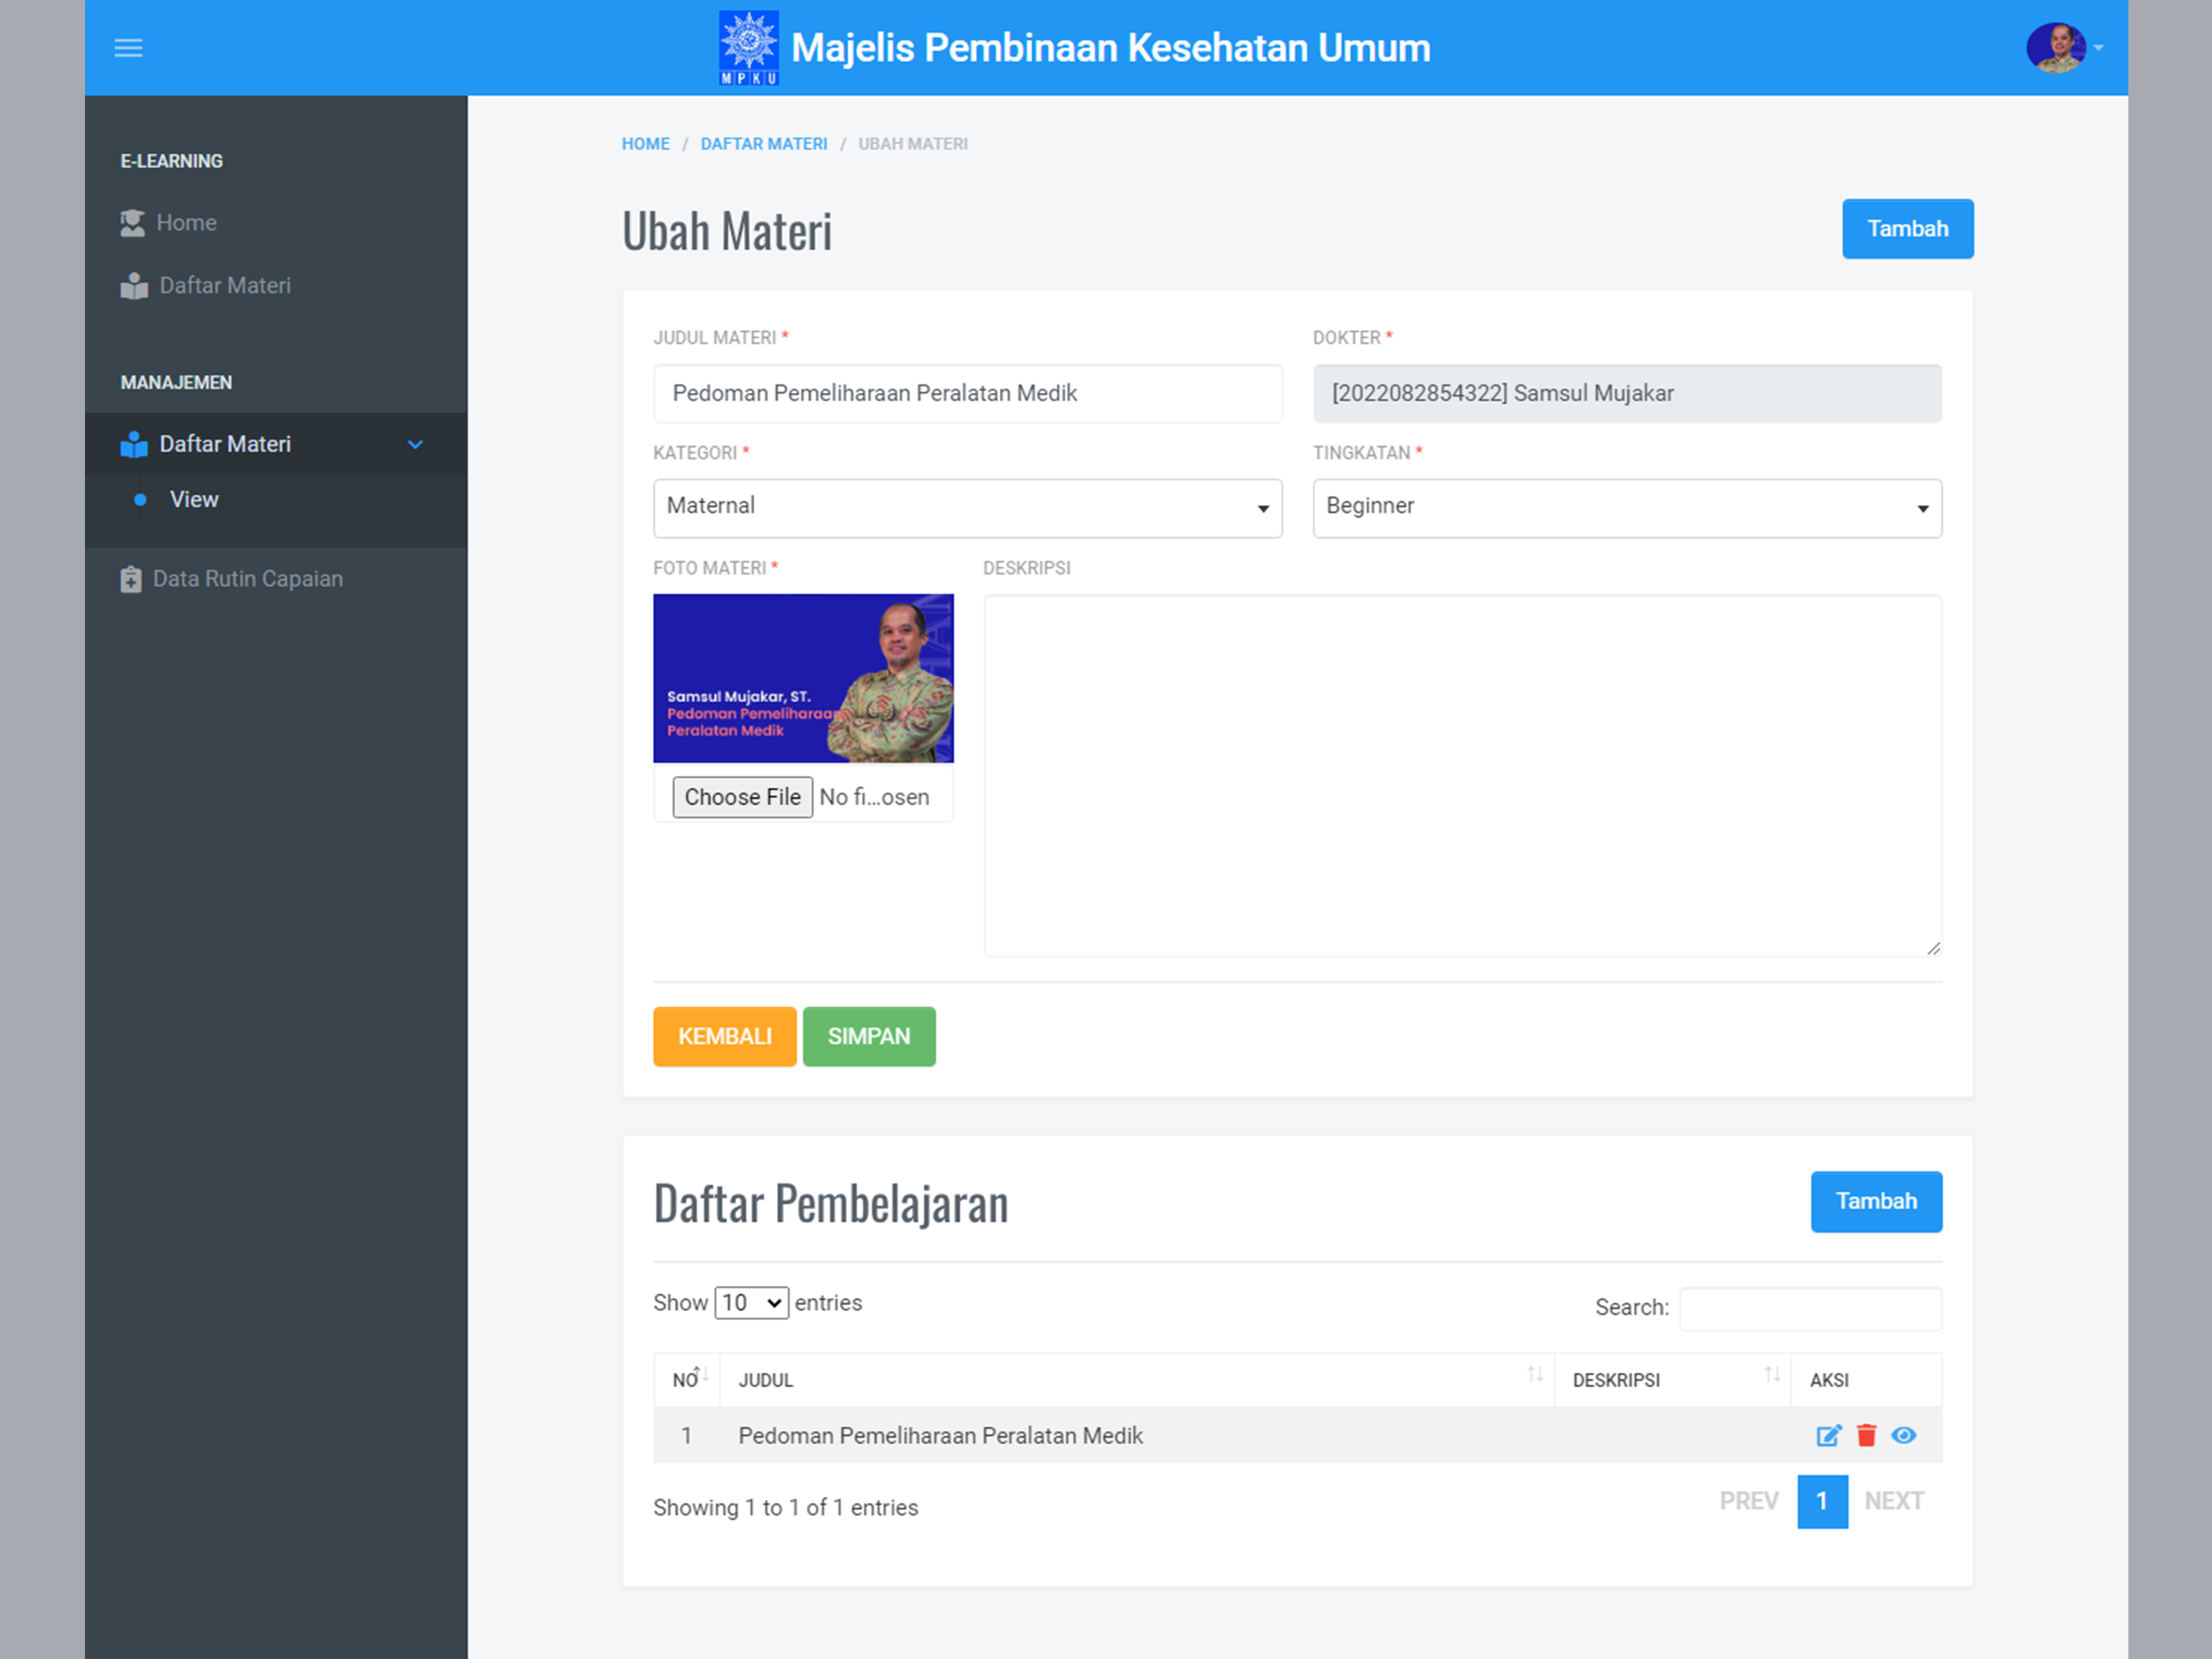 MPKU
Majelis Pembinaan Kesehatan Umum
E-LEARNING
Home
Daftar Materi
MANAJEMEN
Daftar Materi
View
Data Rutin Capaian
HOME / DAFTAR MATERI / UBAH MATERI
Ubah Materi
Tambah
JUDUL MATERI *
DOKTER *
Pedoman Pemeliharaan Peralatan Medik
[2022082854322] Samsul Mujakar
KATEGORI *
TINGKATAN *
Maternal
Beginner
FOTO MATERI *
DESKRIPSI
Samsul Mujakar, ST.
Pedoman Pemeliharaan
Peralatan Medik
Choose File No fi...osen
KEMBALI SIMPAN
Daftar Pembelajaran
Tambah
Show 10 entries
Search:
NO JUDUL DESKRIPSI AKSI
1 Pedoman Pemeliharaan Peralatan Medik
Showing 1 to 1 of 1 entries
PREV 1 NEXT